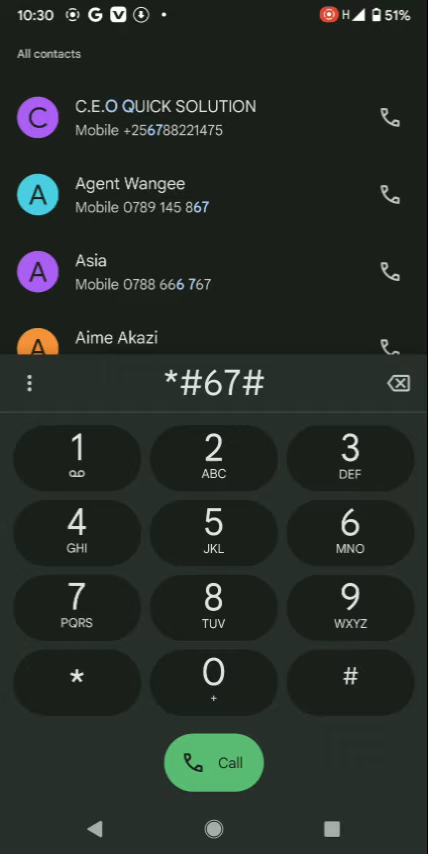 10:30 G V H 51%
All contacts
C C.E.O QUICK SOLUTION
Mobile +256788221475
A Agent Wangee
Mobile 0789 145 867
A Asia
Mobile 0788 666 767
A Aime Akazi
*#67#
1 2 3
ABC DEF
4 5 6
GHI JKL MNO
7 8 9
PQRS TUV WXYZ
* 0 #
+
Call